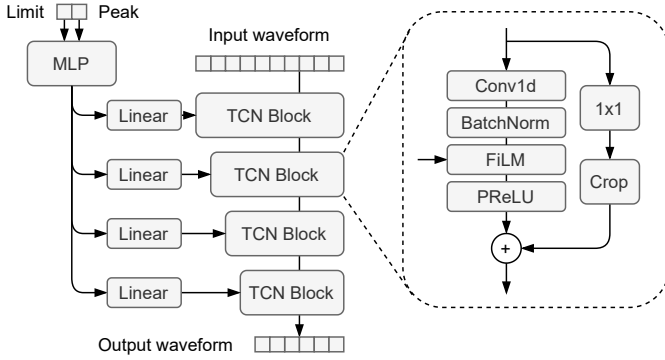 Limit Peak
MLP
Input waveform
Linear TCN Block
Linear TCN Block
Linear TCN Block
Linear TCN Block
Output waveform
Conv1d
BatchNorm
FiLM
PReLU
+
1x1
Crop